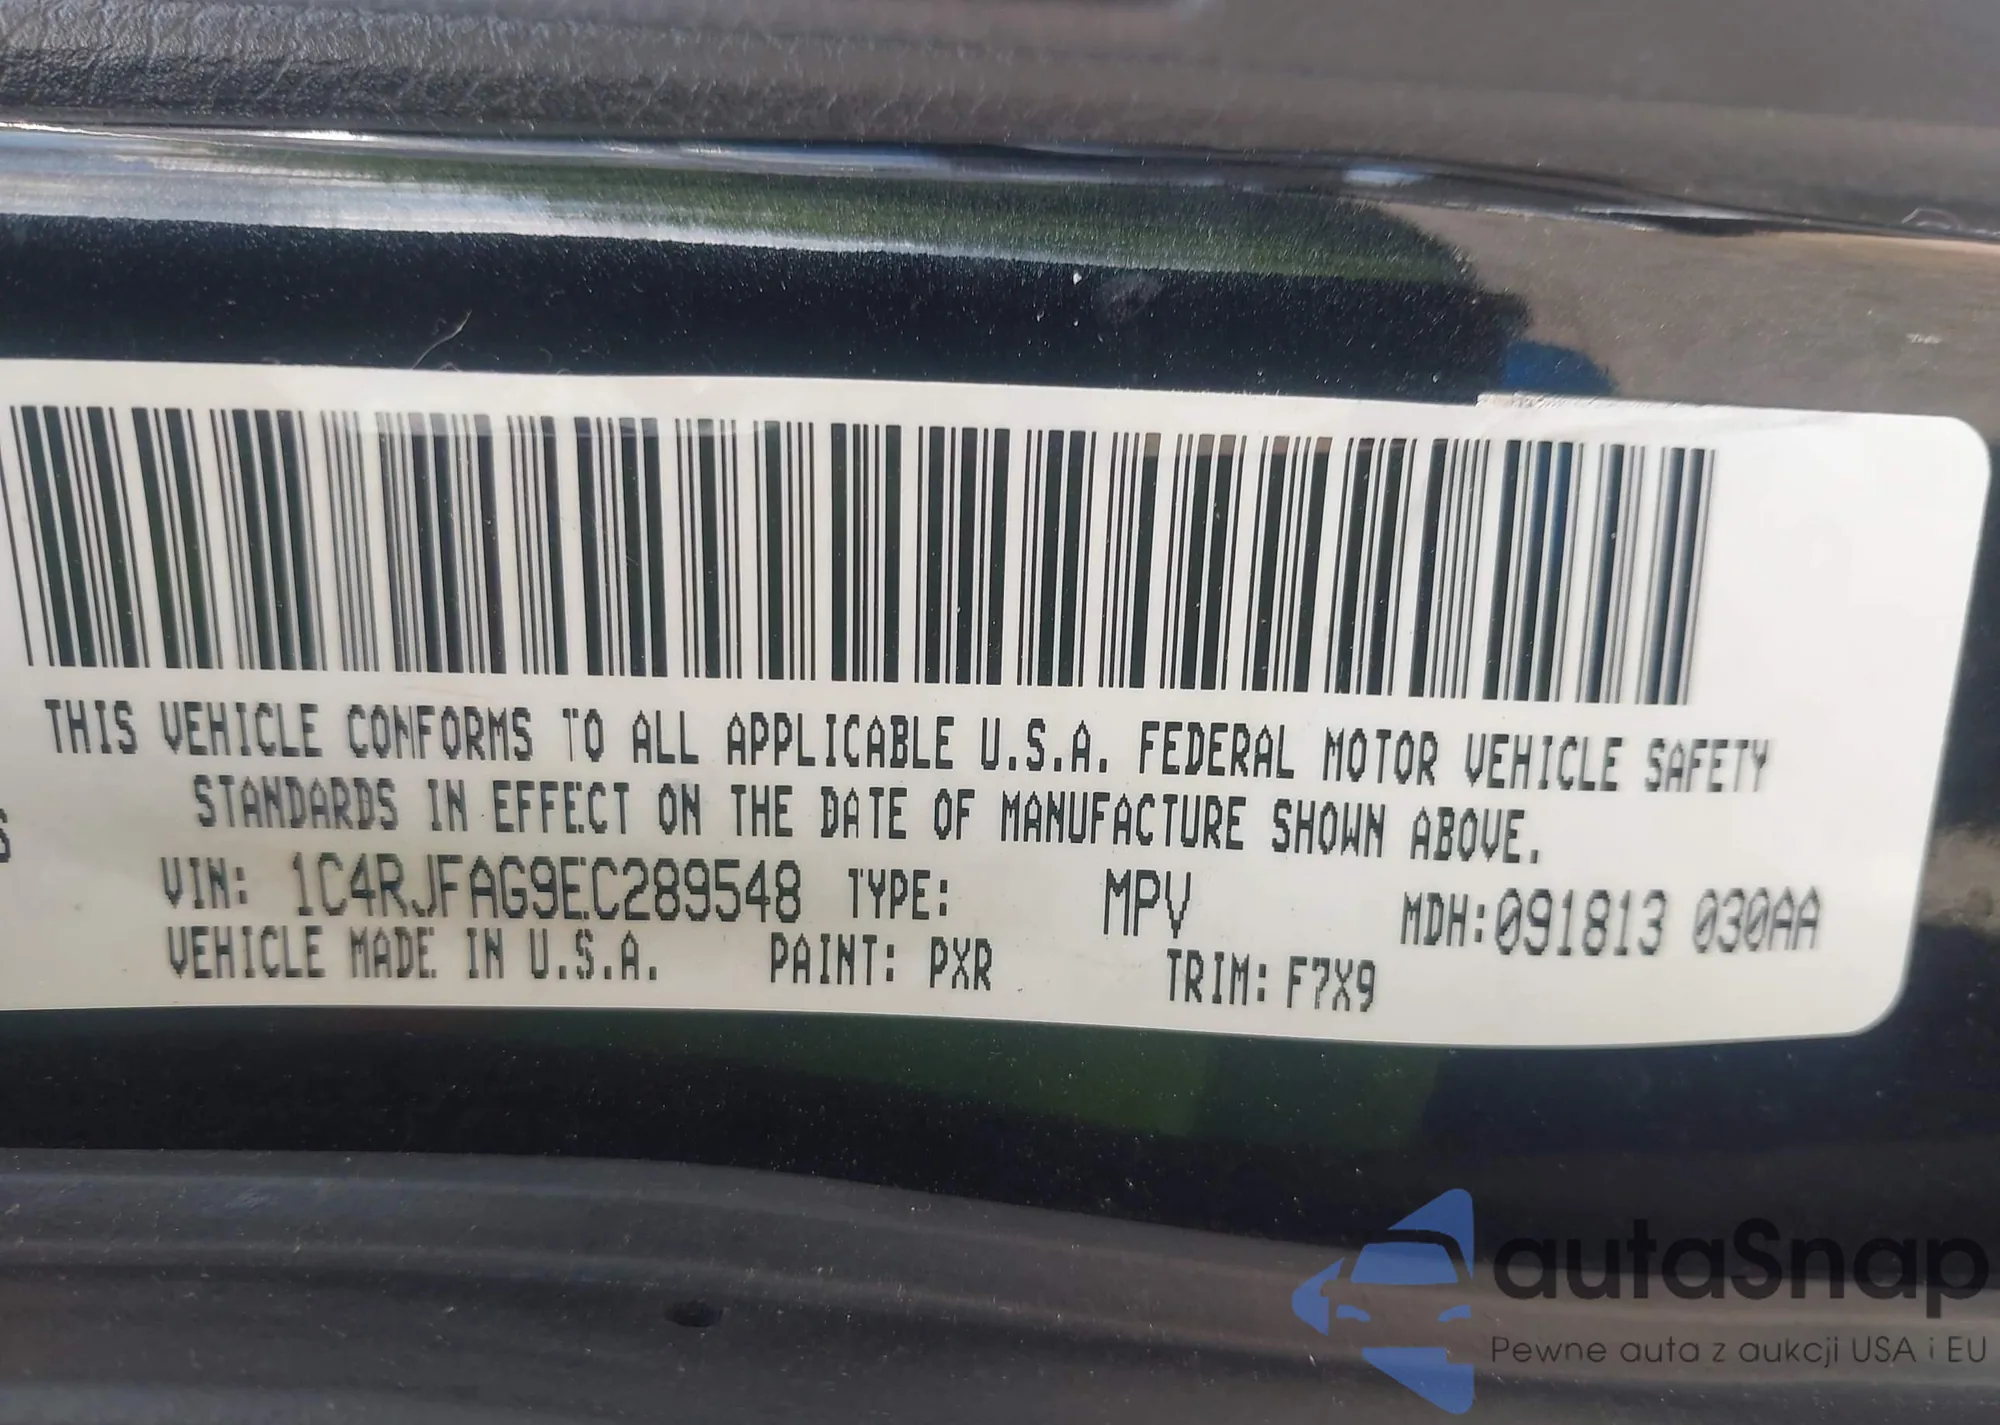 THIS VEHICLE CONFORMS TO ALL APPLICABLE U.S.A. FEDERAL MOTOR VEHICLE SAFETY
STANDARDS IN EFFECT ON THE DATE OF MANUFACTURE SHOWN ABOVE.
VIN: 1C4RJFAG9EC289548 TYPE: MPV MDH:091813 030AA
VEHICLE MADE IN U.S.A. PAINT: PXR TRIM: F7X9
autaSnap
Pewne auta z aukcji USA i EU